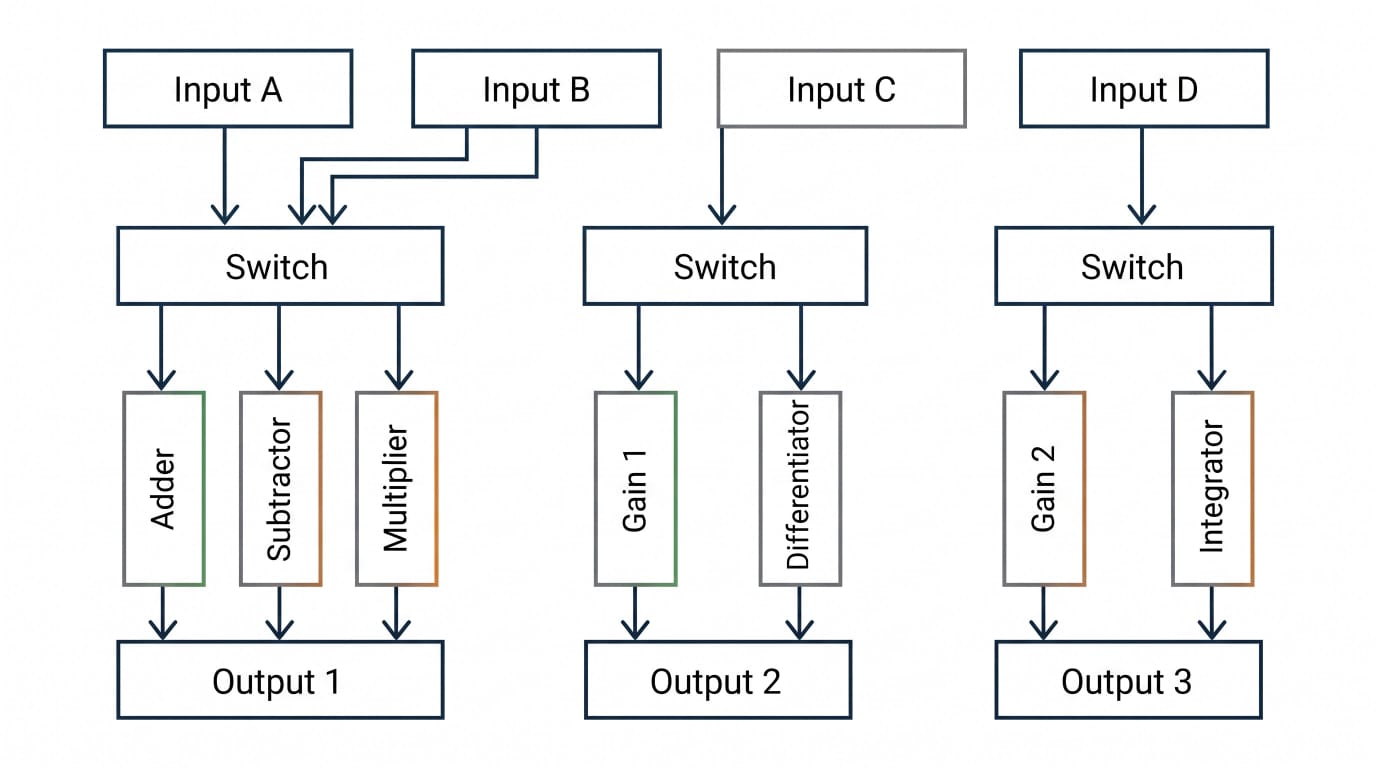 Input A
Input B
Input C
Input D
Switch
Switch
Switch
Adder
Subtractor
Multiplier
Gain 1
Differentiator
Gain 2
Integrator
Output 1
Output 2
Output 3